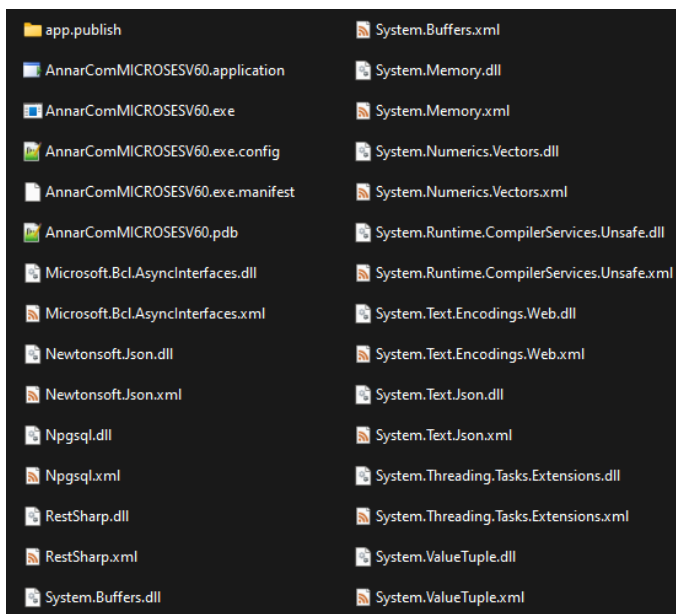 app.publish
AnnarComMICROSESV60.application
AnnarComMICROSESV60.exe
AnnarComMICROSESV60.exe.config
AnnarComMICROSESV60.exe.manifest
AnnarComMICROSESV60.pdb
Microsoft.Bcl.AsyncInterfaces.dll
Microsoft.Bcl.AsyncInterfaces.xml
Newtonsoft.Json.dll
Newtonsoft.Json.xml
Npgsql.dll
Npgsql.xml
RestSharp.dll
RestSharp.xml
System.Buffers.dll
System.Buffers.xml
System.Memory.dll
System.Memory.xml
System.Numerics.Vectors.dll
System.Numerics.Vectors.xml
System.Runtime.CompilerServices.Unsafe.dll
System.Runtime.CompilerServices.Unsafe.xml
System.Text.Encodings.Web.dll
System.Text.Encodings.Web.xml
System.Text.Json.dll
System.Text.Json.xml
System.Threading.Tasks.Extensions.dll
System.Threading.Tasks.Extensions.xml
System.ValueTuple.dll
System.ValueTuple.xml